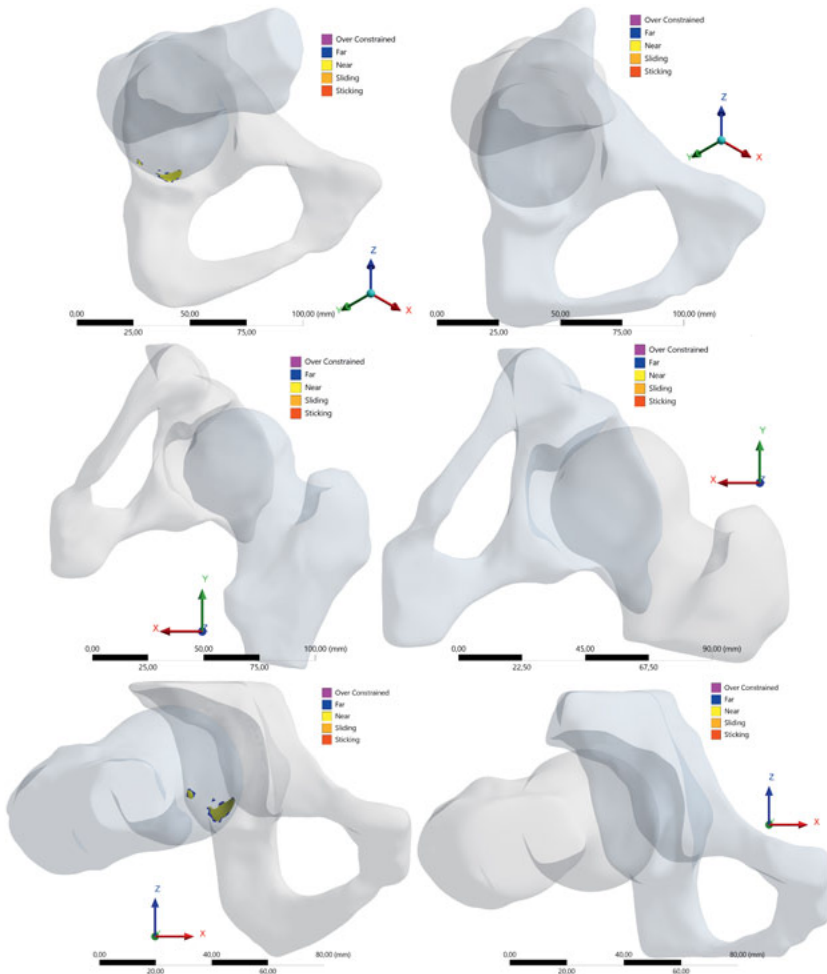 Over Constrained
Far
Near
Sliding
Sticking
Z
Y
X
0,00
50,00
100,00 (mm)
25,00
75,00
Over Constrained
Far
Near
Sliding
Sticking
Z
Y
X
0,00
50,00
100,00 (mm)
25,00
75,00
Over Constrained
Far
Near
Sliding
Sticking
Y
X
Z
0,00
50,00
100,00 (mm)
25,00
75,00
Over Constrained
Far
Near
Sliding
Sticking
Y
X
Z
0,00
45,00
90,00 (mm)
22,50
67,50
Over Constrained
Far
Near
Sliding
Sticking
Z
X
0,00
40,00
80,00 (mm)
20,00
60,00
Over Constrained
Far
Near
Sliding
Sticking
Z
X
0,00
40,00
80,00 (mm)
20,00
60,00